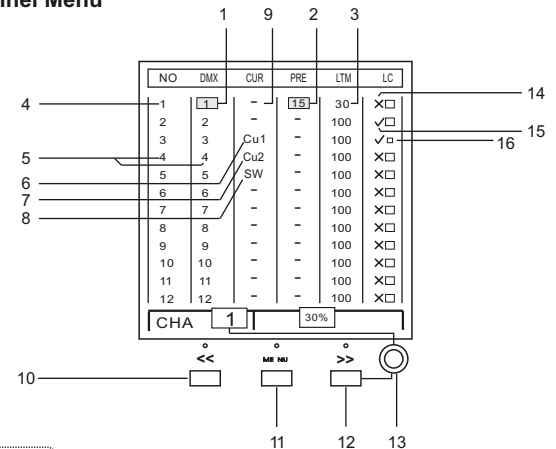 nnel Menu
1 9 2 3
NO DMX CUR PRE LTM LC
4 1 1 - - 15 30 ✕□ 14
2 2 - - 100 ✓□ 15
3 3 Cu1 - 100 ✓□ 16
5 4 4 Cu2 - 100 ✕□
6 5 5 SW - 100 ✕□
7 6 6 - - 100 ✕□
8 7 7 - - 100 ✕□
8 8 - - 100 ✕□
9 9 - - 100 ✕□
10 10 - - 100 ✕□
11 11 - - 100 ✕□
12 12 - - 100 ✕□
CHA 1 30%
<< ME NU >>
10 11 12 13